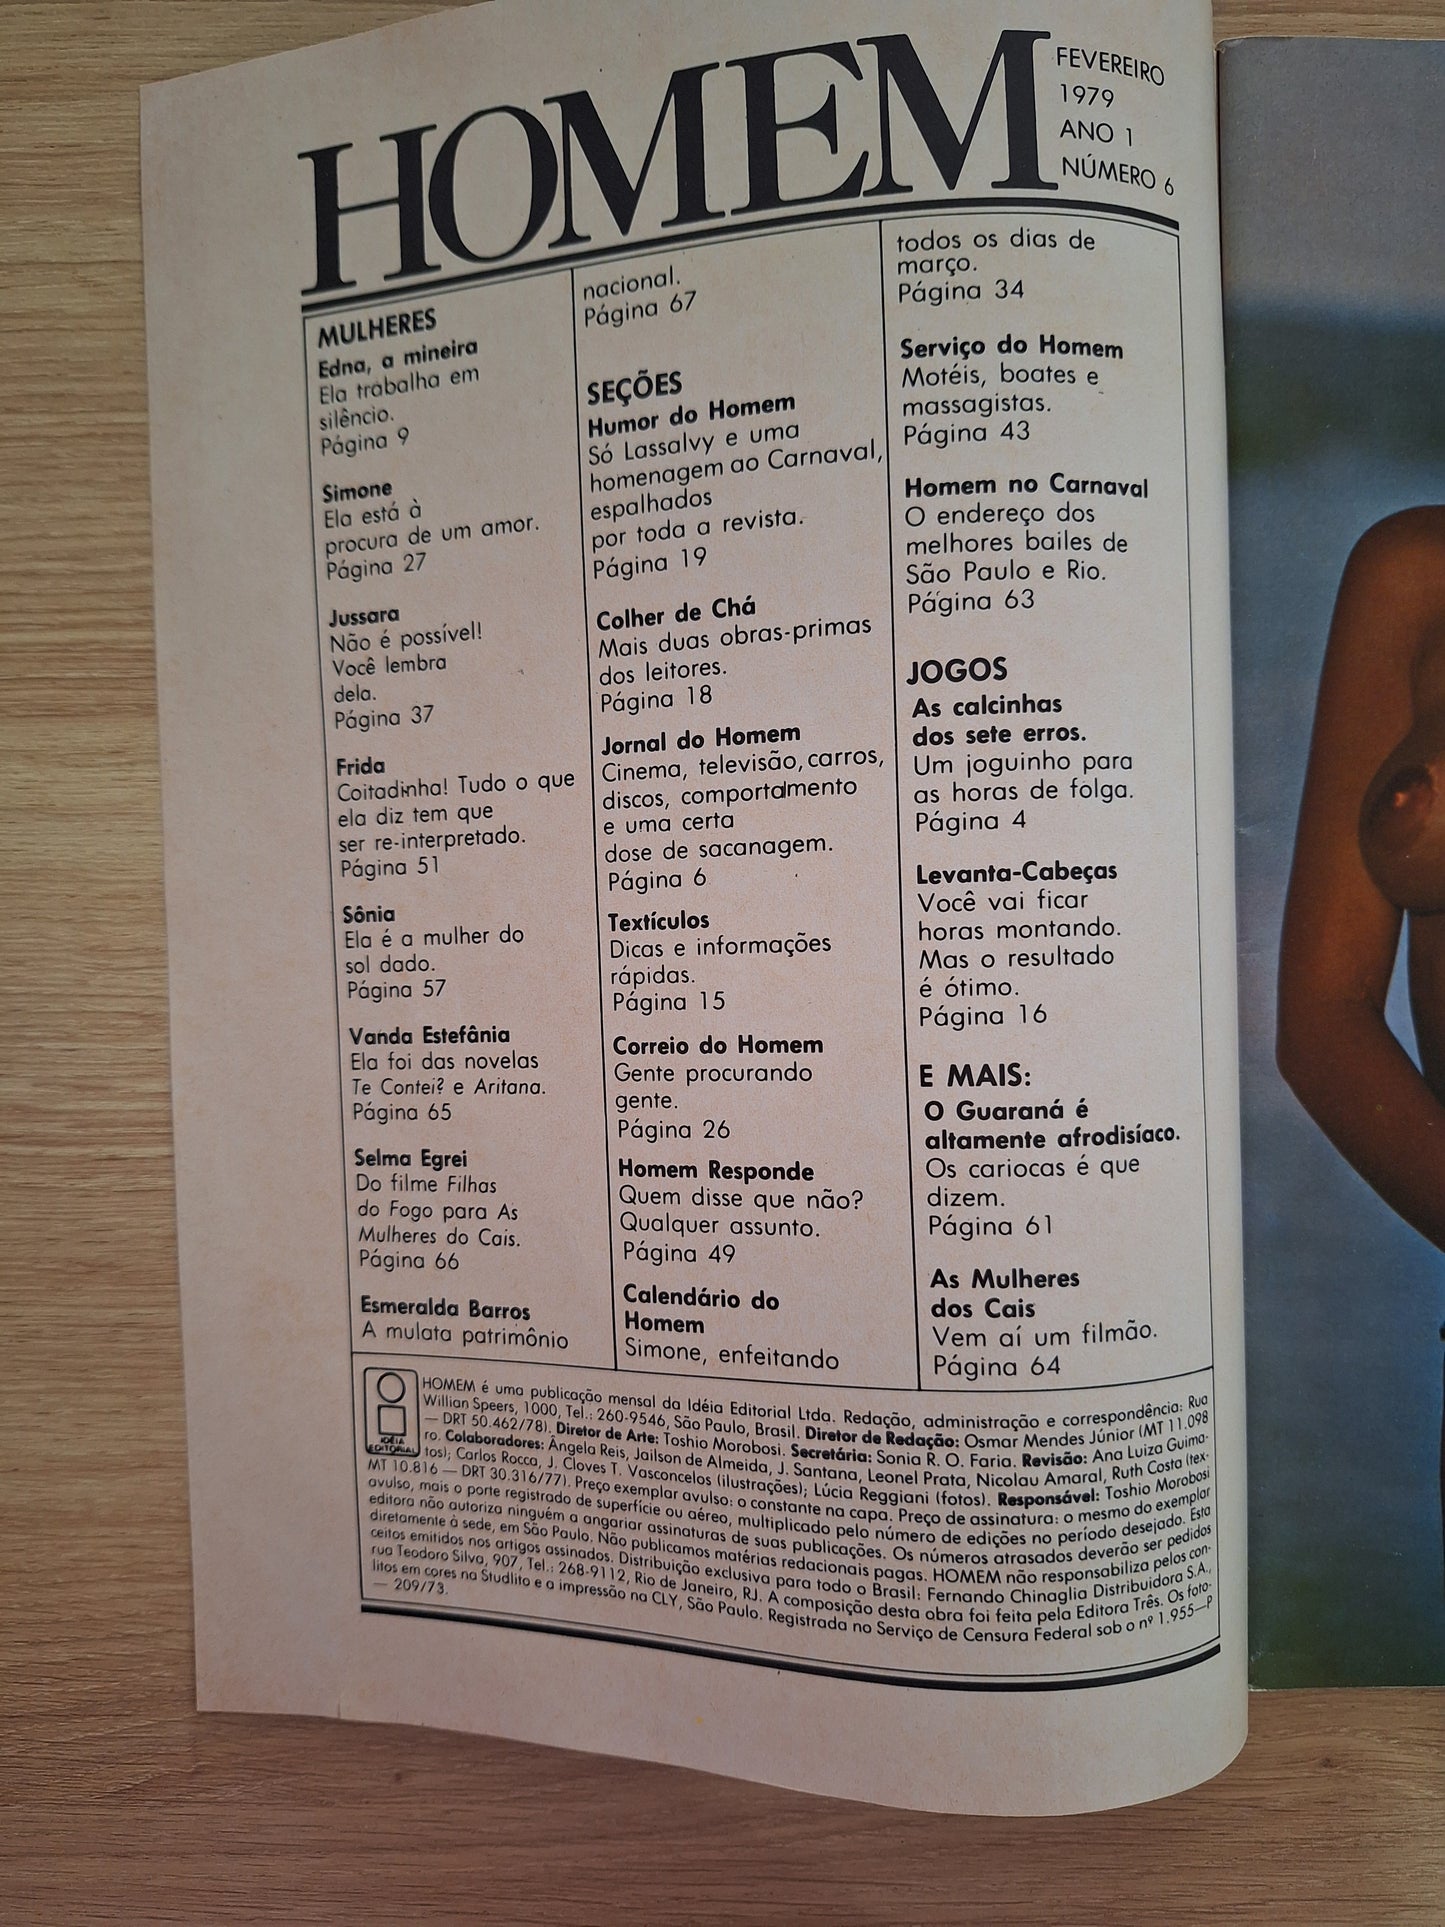 HOMEM
FEVEREIRO
1979
ANO 1
NÚMERO 6
MULHERES
Edna, a mineira
Ela trabalha em
silêncio.
Página 9
Simone
Ela está à
procura de um amor.
Página 27
Jussara
Não é possível!
Você lembra
dela.
Página 37
Frida
Coitadinha! Tudo o que
ela diz tem que
ser re-interpretado.
Página 51
Sônia
Ela é a mulher do
sol dado.
Página 57
Vanda Estefânia
Ela foi das novelas
Te Contei? e Aritana.
Página 65
Selma Egrei
Do filme Filhas
do Fogo para As
Mulheres do Cais.
Página 66
Esmeralda Barros
A mulata patrimônio
nacional.
Página 67
SEÇÕES
Humor do Homem
Só Lassalvy e uma
homenagem ao Carnaval,
espalhados
por toda a revista.
Página 19
Colher de Chá
Mais duas obras-primas
dos leitores.
Página 18
Jornal do Homem
Cinema, televisão, carros,
discos, comportamento
e uma certa
dose de sacanagem.
Página 6
Textículos
Dicas e informações
rápidas.
Página 15
Correio do Homem
Gente procurando
gente.
Página 26
Homem Responde
Quem disse que não?
Qualquer assunto.
Página 49
Calendário do
Homem
Simone, enfeitando
todos os dias de
março.
Página 34
Serviço do Homem
Motéis, boates e
massagistas.
Página 43
Homem no Carnaval
O endereço dos
melhores bailes de
São Paulo e Rio.
Página 63
JOGOS
As calcinhas
dos sete erros.
Um joguinho para
as horas de folga.
Página 4
Levanta-Cabeças
Você vai ficar
horas montando.
Mas o resultado
é ótimo.
Página 16
E MAIS:
O Guaraná é
altamente afrodisíaco.
Os cariocas é que
dizem.
Página 61
As Mulheres
dos Cais
Vem aí um filmão.
Página 64
IDÉIA
EDITORIAL
HOMEM é uma publicação mensal da Idéia Editorial Ltda. Redação, administração e correspondência: Rua
Willian Speers, 1000, Tel.: 260-9546, São Paulo, Brasil. Diretor de Redação: Osmar Mendes Júnior (MT 11.098
— DRT 50.462/78). Diretor de Arte: Toshio Morobosi. Secretária: Sonia R. O. Faria. Revisão: Ana Luiza Guima-
ro. Colaboradores: Ângela Reis, Jailson de Almeida, J. Santana, Leonel Prata, Nicolau Amaral, Ruth Costa (tex-
tos); Carlos Rocca, J. Cloves T. Vasconcelos (ilustrações); Lúcia Reggiani (fotos). Responsável: Toshio Morobosi
MT 10.816 — DRT 30.316/77). Preço exemplar avulso: o constante na capa. Preço de assinatura: o mesmo do exemplar
avulso, mais o porte registrado de superfície ou aéreo, multiplicado pelo número de edições no período desejado. Esta
editora não autoriza ninguém a angariar assinaturas de suas publicações. Os números atrasados deverão ser pedidos
diretamente à sede, em São Paulo. Não publicamos matérias redacionais pagas. HOMEM não responsabiliza pelos con-
ceitos emitidos nos artigos assinados. Distribuição exclusiva para todo o Brasil: Fernando Chinaglia Distribuidora S.A.,
rua Teodoro Silva, 907, Tel.: 268-9112, Rio de Janeiro, RJ. A composição desta obra foi feita pela Editora Três. Os foto-
litos em cores na Studlito e a impressão na CLY, São Paulo. Registrada no Serviço de Censura Federal sob o nº 1.955—P
— 209/73.